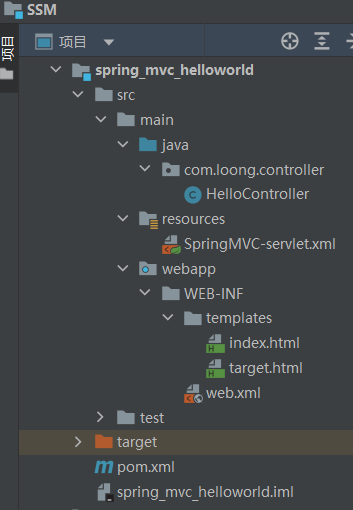 SSM
项目
项目
spring_mvc_helloworld
src
main
java
com.loong.controller
HelloController
resources
SpringMVC-servlet.xml
webapp
WEB-INF
templates
index.html
target.html
web.xml
test
target
pom.xml
spring_mvc_helloworld.iml